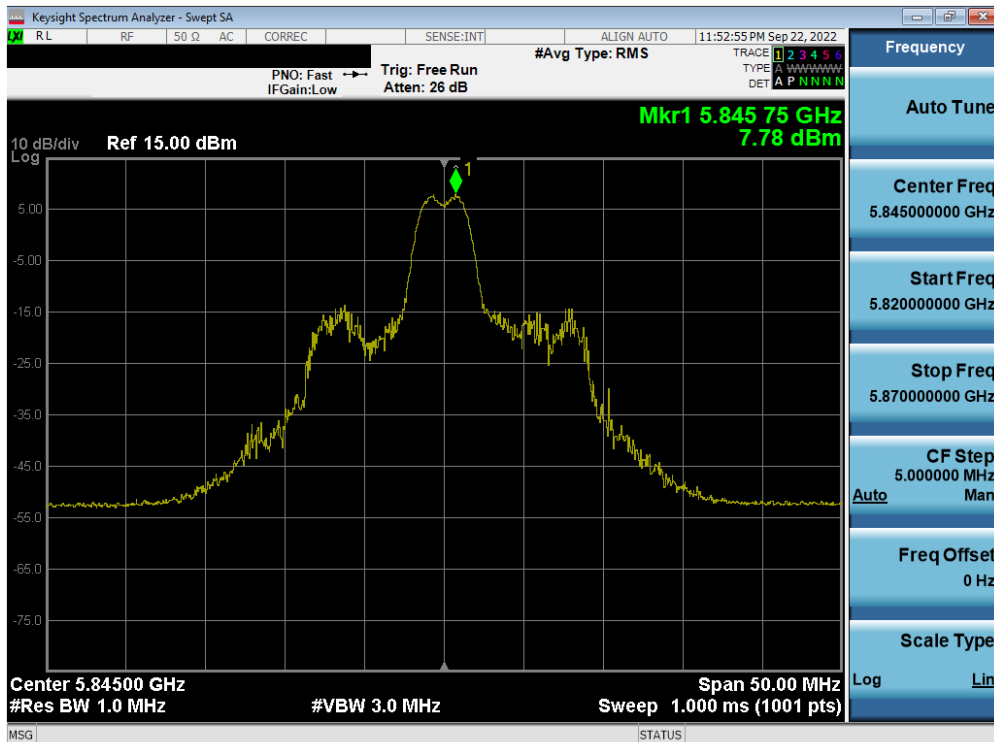 Keysight Spectrum Analyzer - Swept SA
LXI RL RF 50 Ω AC CORREC SENSE:INT ALIGN AUTO 11:52:55 PM Sep 22, 2022
PNO: Fast
IFGain:Low
Trig: Free Run
Atten: 26 dB
#Avg Type: RMS
TRACE 1 2 3 4 5 6
TYPE A WWWWW
DET A P N N N N
Mkr1 5.845 75 GHz
7.78 dBm
10 dB/div
Log
Ref 15.00 dBm
1
5.00
-5.00
-15.0
-25.0
-35.0
-45.0
-55.0
-65.0
-75.0
Center 5.84500 GHz
Span 50.00 MHz
#Res BW 1.0 MHz
#VBW 3.0 MHz
Sweep 1.000 ms (1001 pts)
MSG
STATUS
Frequency
Auto Tune
Center Freq
5.845000000 GHz
Start Freq
5.820000000 GHz
Stop Freq
5.870000000 GHz
CF Step
5.000000 MHz
Auto Man
Freq Offset
0 Hz
Scale Type
Log Lin